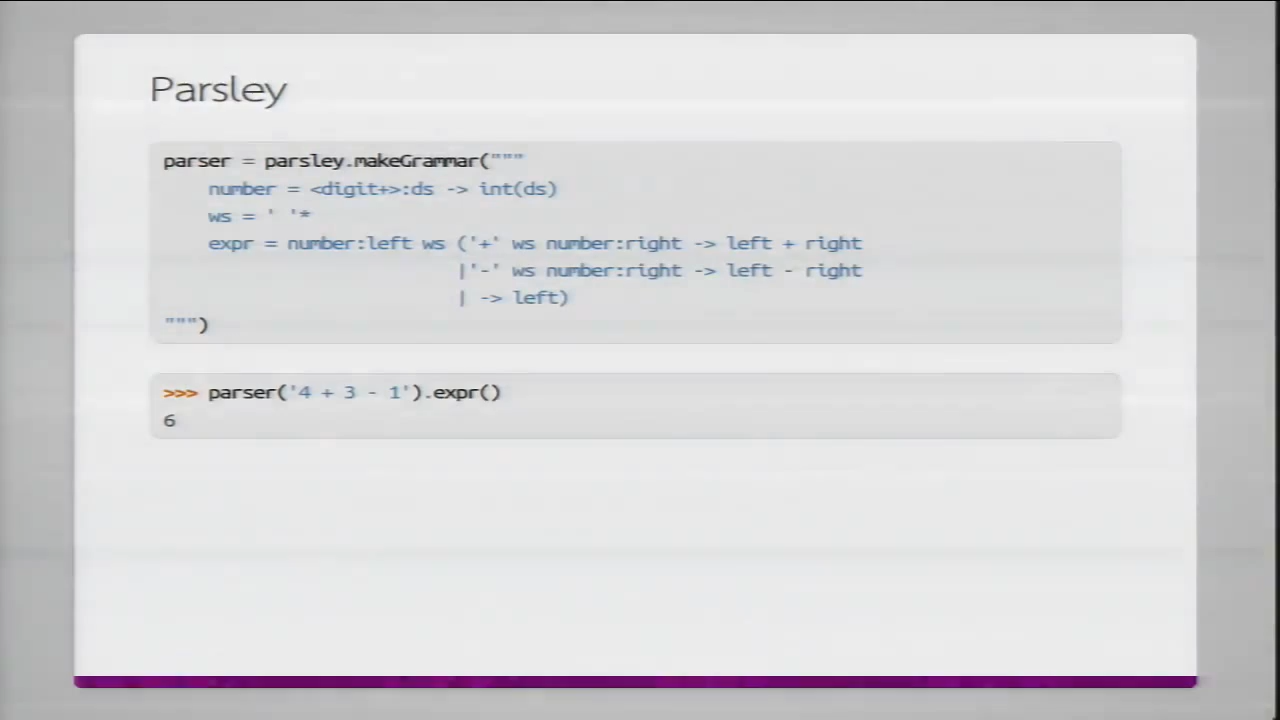 Parsley
parser = parsley.makeGrammar("""
    number = <digit+>:ds -> int(ds)
    ws = ' '*
    expr = number:left ws ('+' ws number:right -> left + right
                          |'-' ws number:right -> left - right
                          | -> left)
""")
>>> parser('4 + 3 - 1').expr()
6